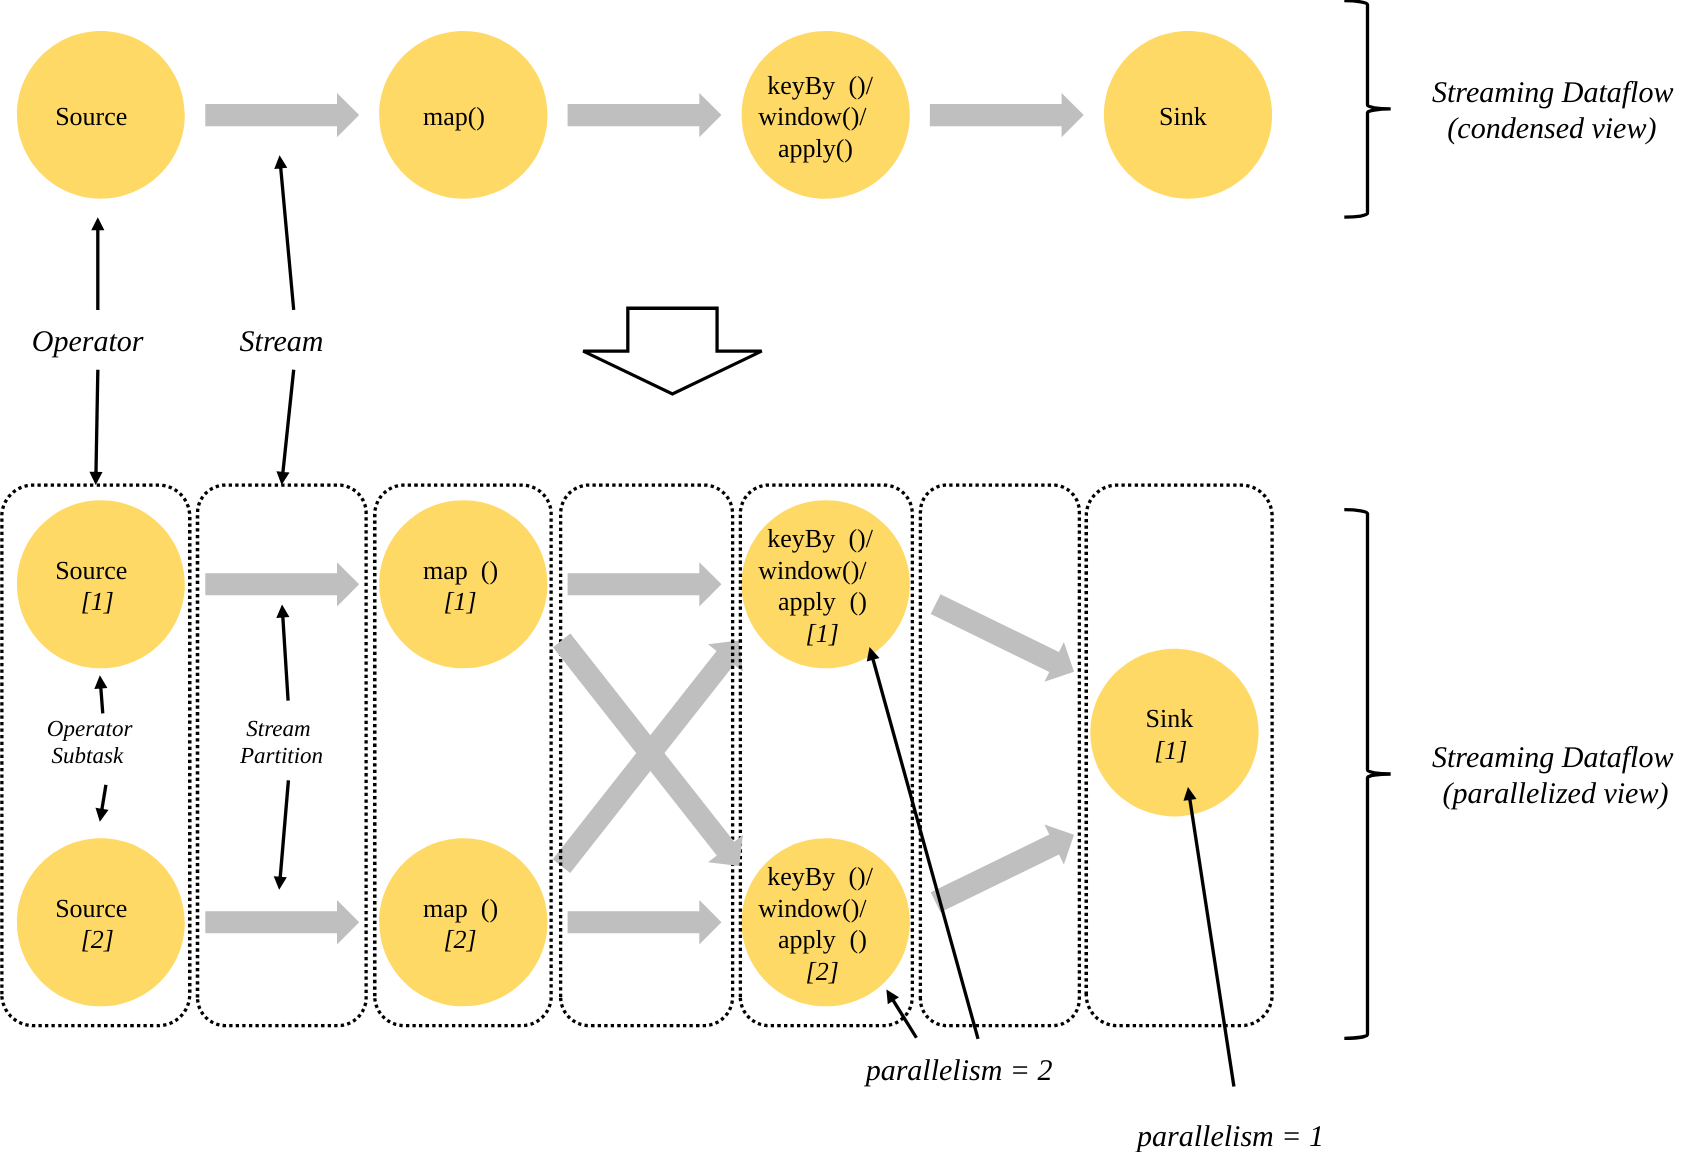 Source
map()
keyBy ()/
window()/
apply()
Sink
Streaming Dataflow
(condensed view)
Operator
Stream
Source
[1]
map ()
[1]
keyBy ()/
window()/
apply ()
[1]
Operator
Subtask
Stream
Partition
Sink
[1]
Streaming Dataflow
(parallelized view)
Source
[2]
map ()
[2]
keyBy ()/
window()/
apply ()
[2]
parallelism = 2
parallelism = 1